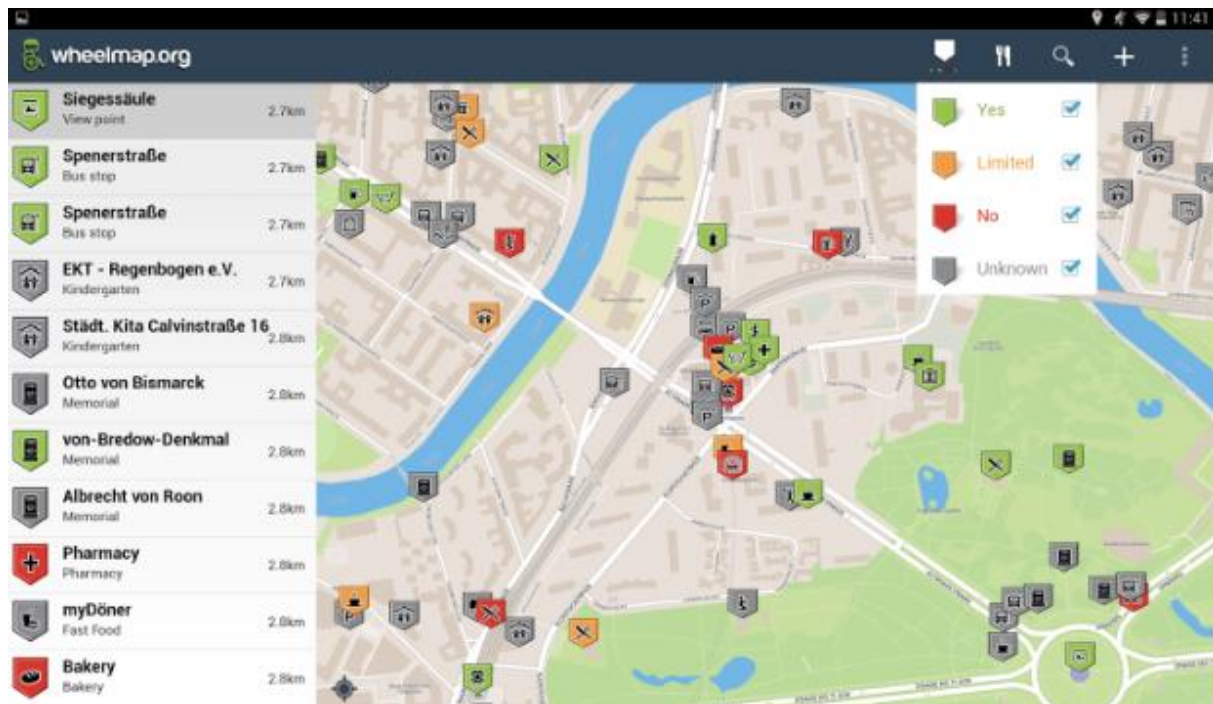 11:41
wheelmap.org
Siegessäule
View point
2.7km
Spenerstraße
Bus stop
2.7km
Spenerstraße
Bus stop
2.7km
EKT - Regenbogen e.V.
Kindergarten
2.7km
Städt. Kita Calvinstraße 16
Kindergarten
2.8km
Otto von Bismarck
Memorial
2.8km
von-Bredow-Denkmal
Memorial
2.8km
Albrecht von Roon
Memorial
2.8km
Pharmacy
Pharmacy
2.8km
myDöner
Fast Food
2.8km
Bakery
Bakery
2.8km
Yes
Limited
No
Unknown
P
P
P
P